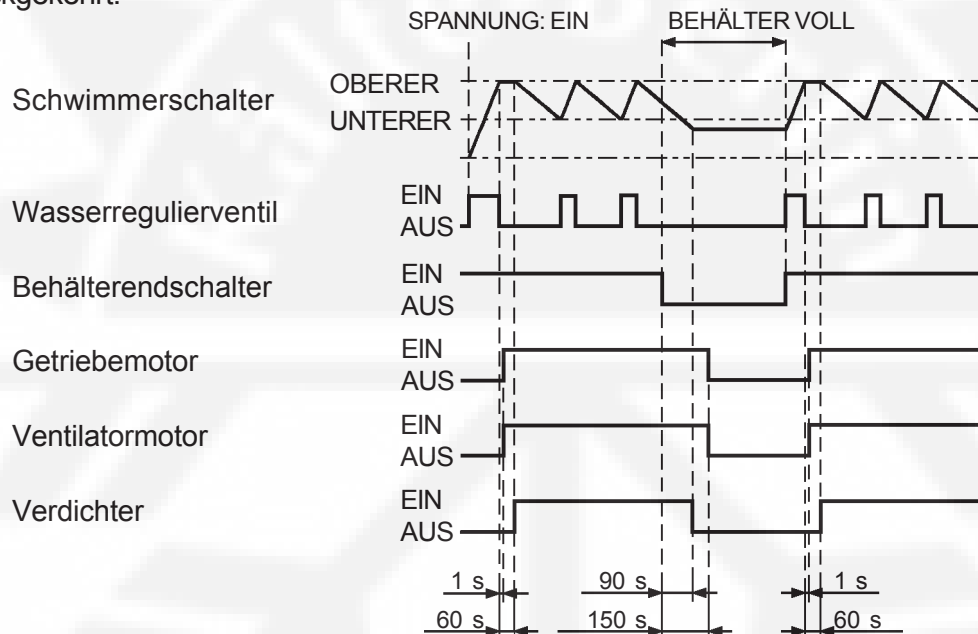 SPANNUNG: EIN BEHÄLTER VOLL
Schwimmerschalter
OBERER
UNTERER
Wasserregulierventil
EIN
AUS
Behälterendschalter
EIN
AUS
Getriebemotor
EIN
AUS
Ventilatormotor
EIN
AUS
Verdichter
EIN
AUS
1 s 90 s 1 s
60 s 150 s 60 s